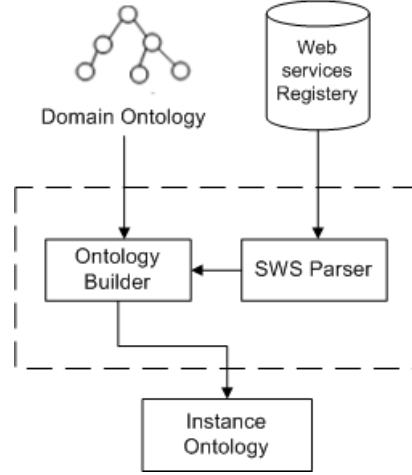 Web
services
Registery
Domain Ontology
Ontology
Builder
SWS Parser
Instance
Ontology